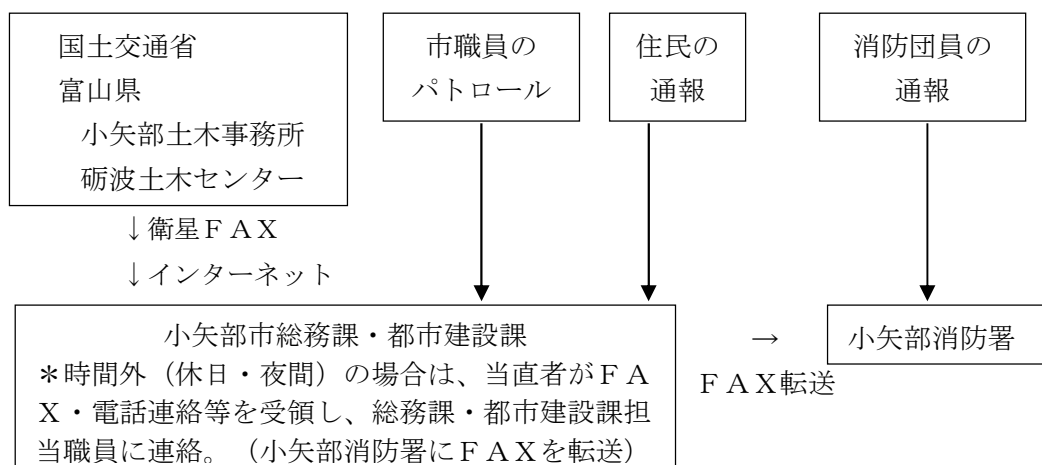 国土交通省
富山県
小矢部土木事務所
砺波土木センター
市職員の
パトロール
住民の
通報
消防団員の
通報
↓衛星ＦＡＸ
↓インターネット
小矢部市総務課・都市建設課
＊時間外（休日・夜間）の場合は、当直者がＦＡ
Ｘ・電話連絡等を受領し、総務課・都市建設課担
当職員に連絡。（小矢部消防署にＦＡＸを転送）
→
ＦＡＸ転送
小矢部消防署